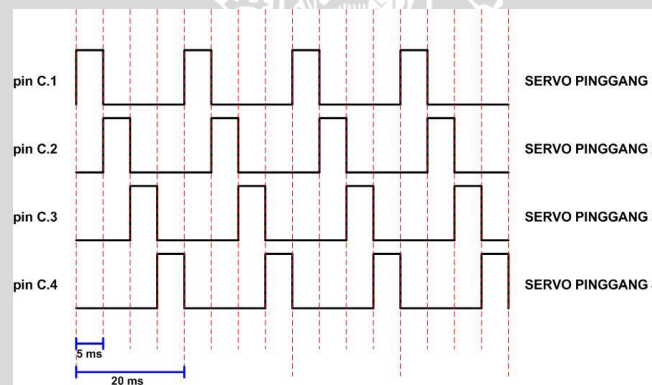 pin C.1
SERVO PINGGANG
pin C.2
SERVO PINGGANG
pin C.3
SERVO PINGGANG
pin C.4
SERVO PINGGANG
5 ms
20 ms